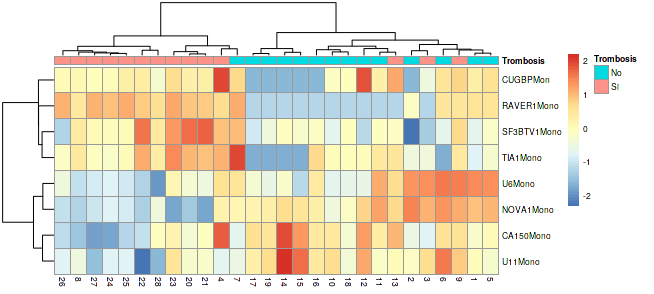 Trombosis
CUGBPMon
RAVER1Mono
SF3BTV1Mono
TIA1Mono
U6Mono
NOVA1Mono
CA150Mono
U11Mono
26 8 27 24 25 22 28 23 20 21 4 7 17 19 14 15 16 10 18 12 11 13 2 3 6 9 1 5
2
1
0
-1
-2
Trombosis
No
SI